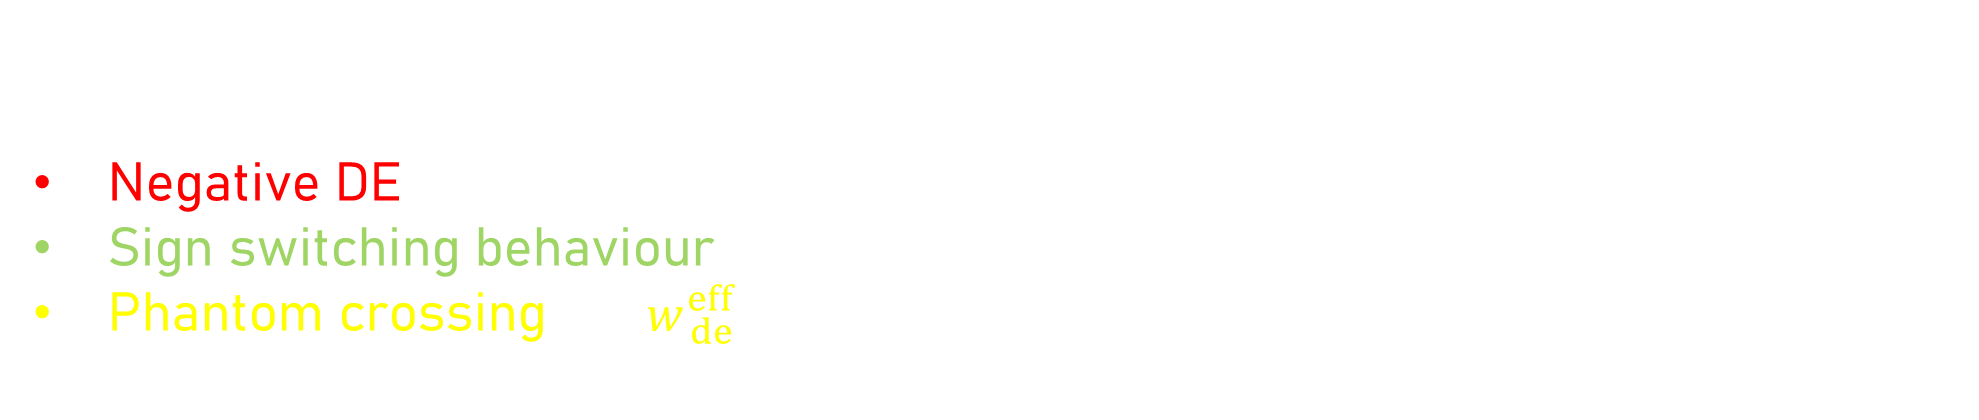 • Negative DE
• Sign switching behaviour
• Phantom crossing w_de^eff